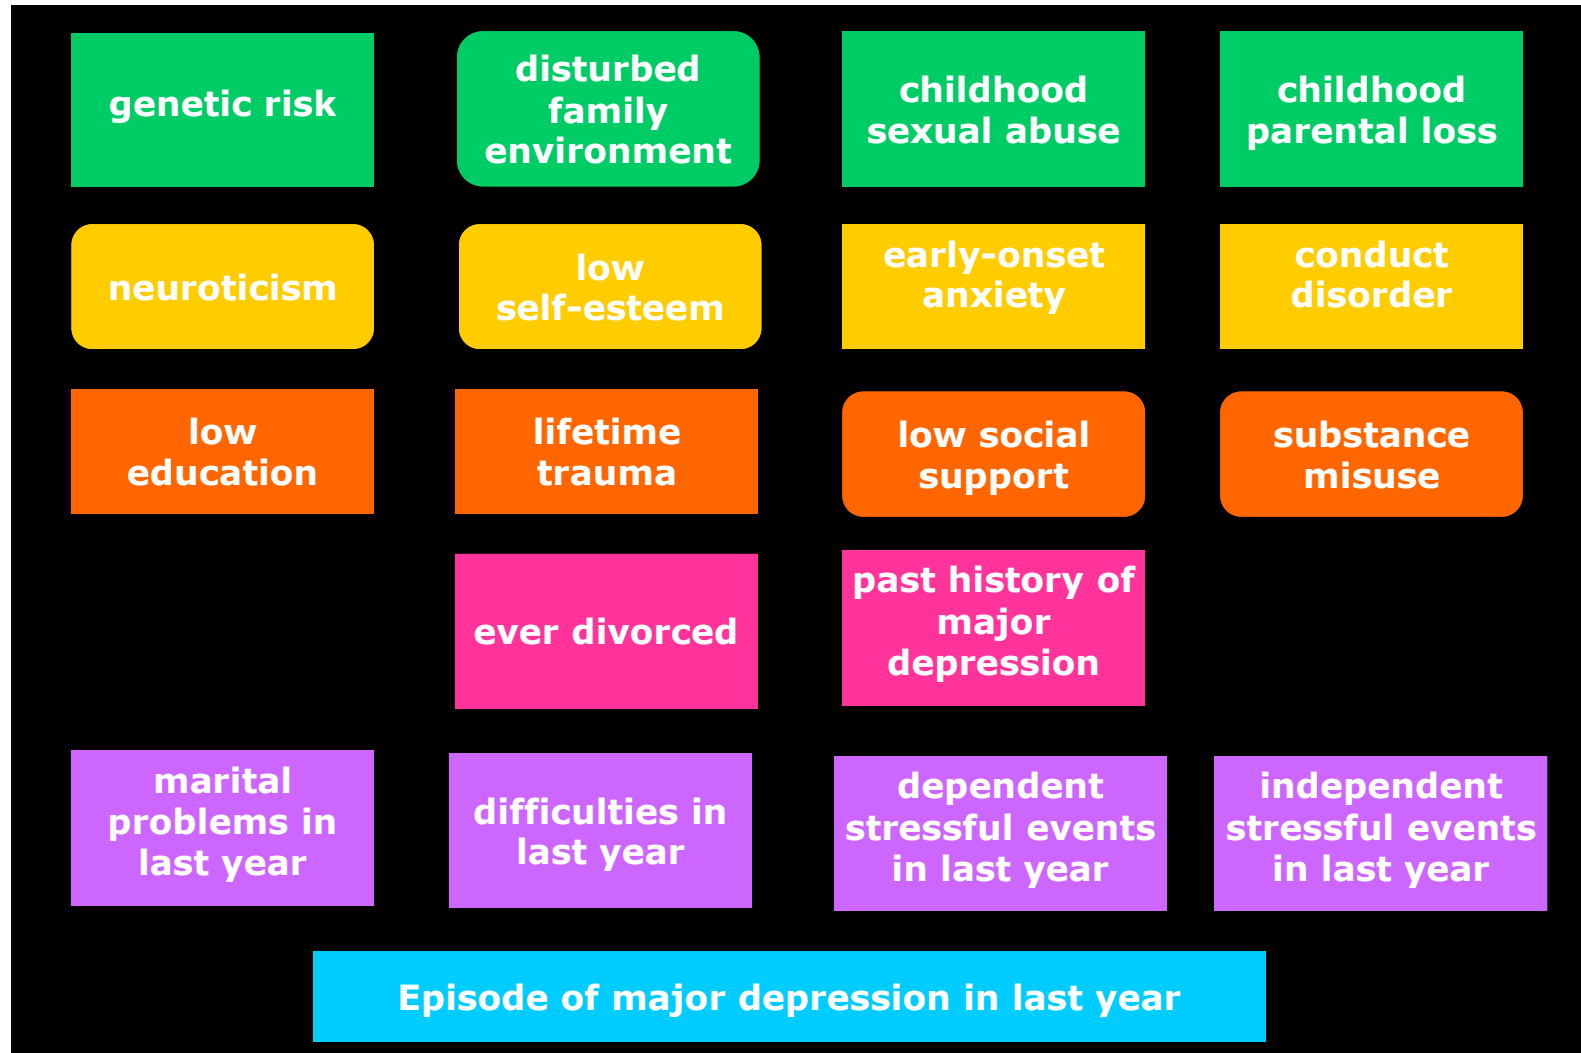 genetic risk
disturbed
family
environment
childhood
sexual abuse
childhood
parental loss
neuroticism
low
self-esteem
early-onset
anxiety
conduct
disorder
low
education
lifetime
trauma
low social
support
substance
misuse
ever divorced
past history of
major
depression
marital
problems in
last year
difficulties in
last year
dependent
stressful events
in last year
independent
stressful events
in last year
Episode of major depression in last year